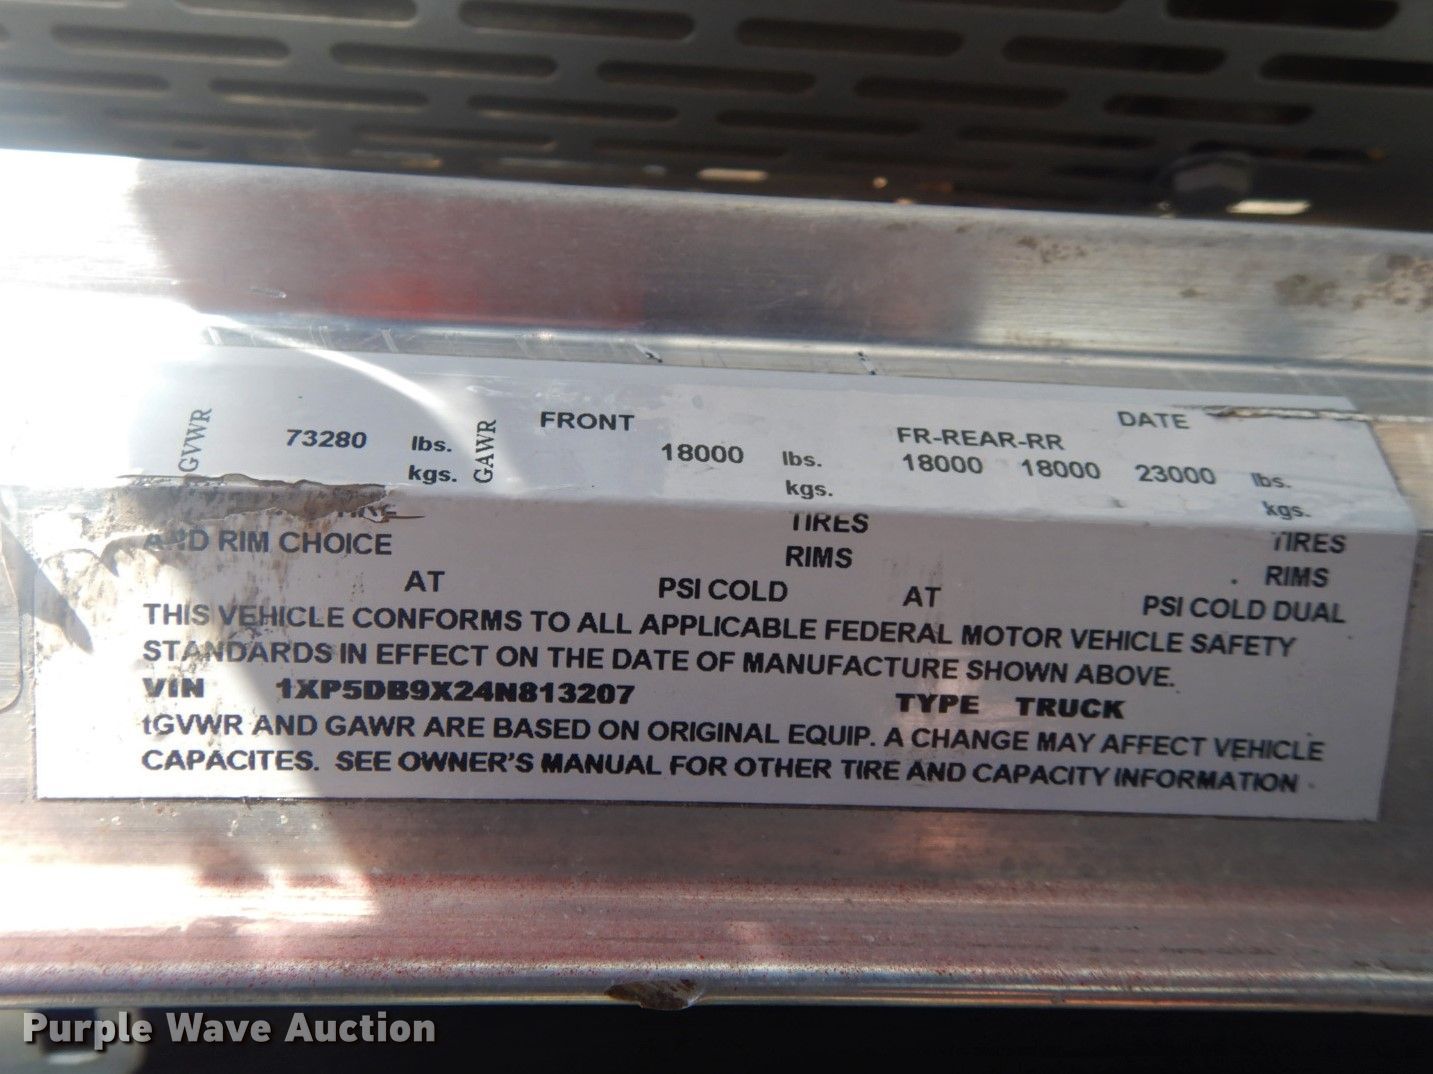 GVWR 73280 lbs. kgs. GAWR FRONT 18000 lbs. kgs. FR-REAR-RR 18000 18000 23000 lbs. kgs. DATE
AND RIM CHOICE TIRES RIMS TIRES RIMS
AT PSI COLD AT PSI COLD DUAL
THIS VEHICLE CONFORMS TO ALL APPLICABLE FEDERAL MOTOR VEHICLE SAFETY
STANDARDS IN EFFECT ON THE DATE OF MANUFACTURE SHOWN ABOVE.
VIN 1XP5DB9X24N813207 TYPE TRUCK
tGVWR AND GAWR ARE BASED ON ORIGINAL EQUIP. A CHANGE MAY AFFECT VEHICLE
CAPACITES. SEE OWNER'S MANUAL FOR OTHER TIRE AND CAPACITY INFORMATION
Purple Wave Auction